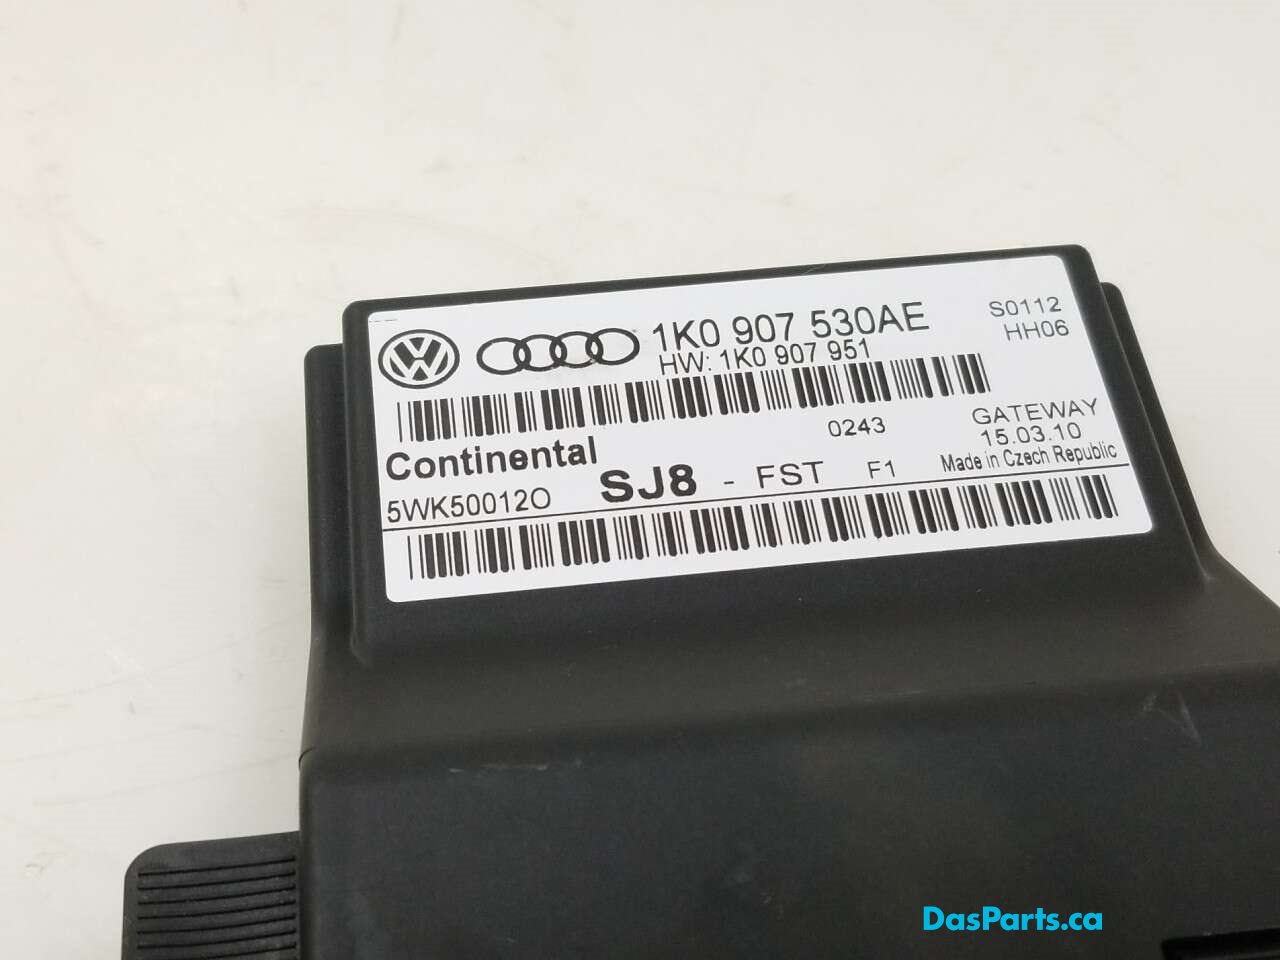 1K0 907 530AE
HW: 1K0 907 951
S0112
HH06
0243
GATEWAY
15.03.10
Made in Czech Republic
Continental
5WK50012O
SJ8 - FST F1
DasParts.ca